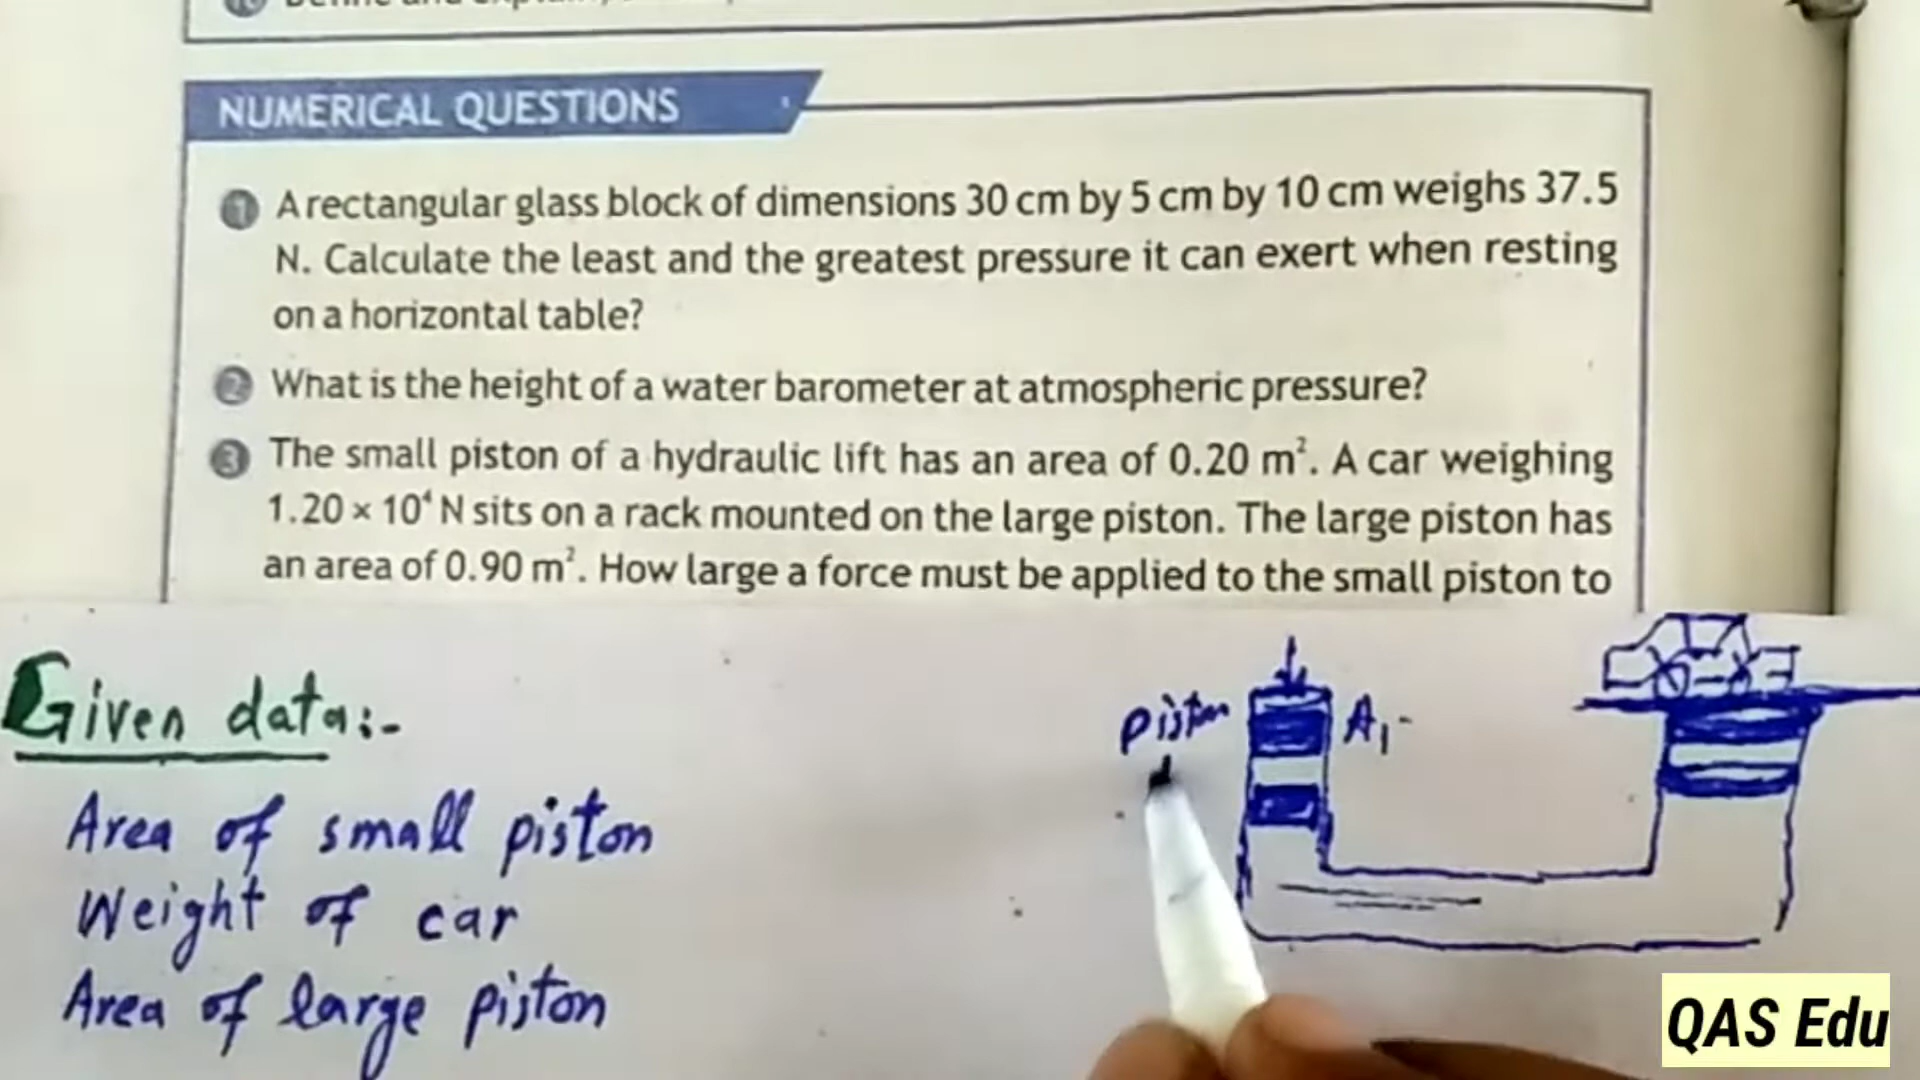 NUMERICAL QUESTIONS
1 A rectangular glass block of dimensions 30 cm by 5 cm by 10 cm weighs 37.5
N. Calculate the least and the greatest pressure it can exert when resting
on a horizontal table?
2 What is the height of a water barometer at atmospheric pressure?
3 The small piston of a hydraulic lift has an area of 0.20 m². A car weighing
1.20 × 10⁴ N sits on a rack mounted on the large piston. The large piston has
an area of 0.90 m². How large a force must be applied to the small piston to
Given data:-
piston A₁-
Area of small piston
Weight of car
Area of large piston
QAS Edu